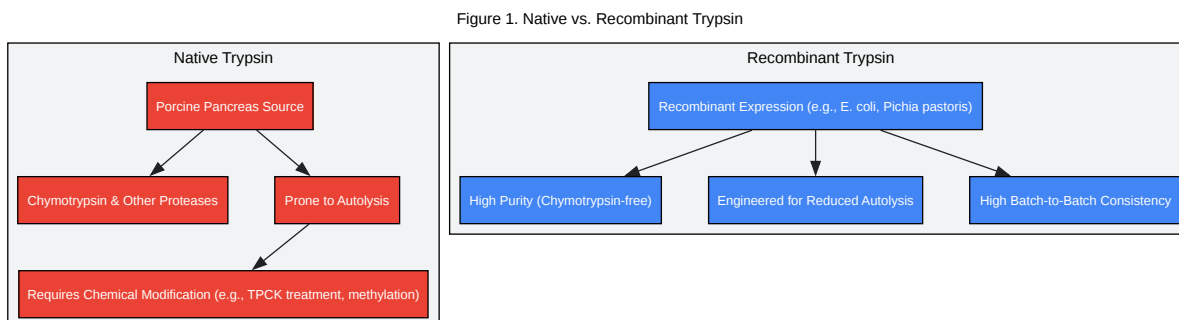 Figure 1. Native vs. Recombinant Trypsin
Native Trypsin
Porcine Pancreas Source
Chymotrypsin & Other Proteases
Prone to Autolysis
Requires Chemical Modification (e.g., TPCK treatment, methylation)
Recombinant Trypsin
Recombinant Expression (e.g., E. coli, Pichia pastoris)
High Purity (Chymotrypsin-free)
Engineered for Reduced Autolysis
High Batch-to-Batch Consistency